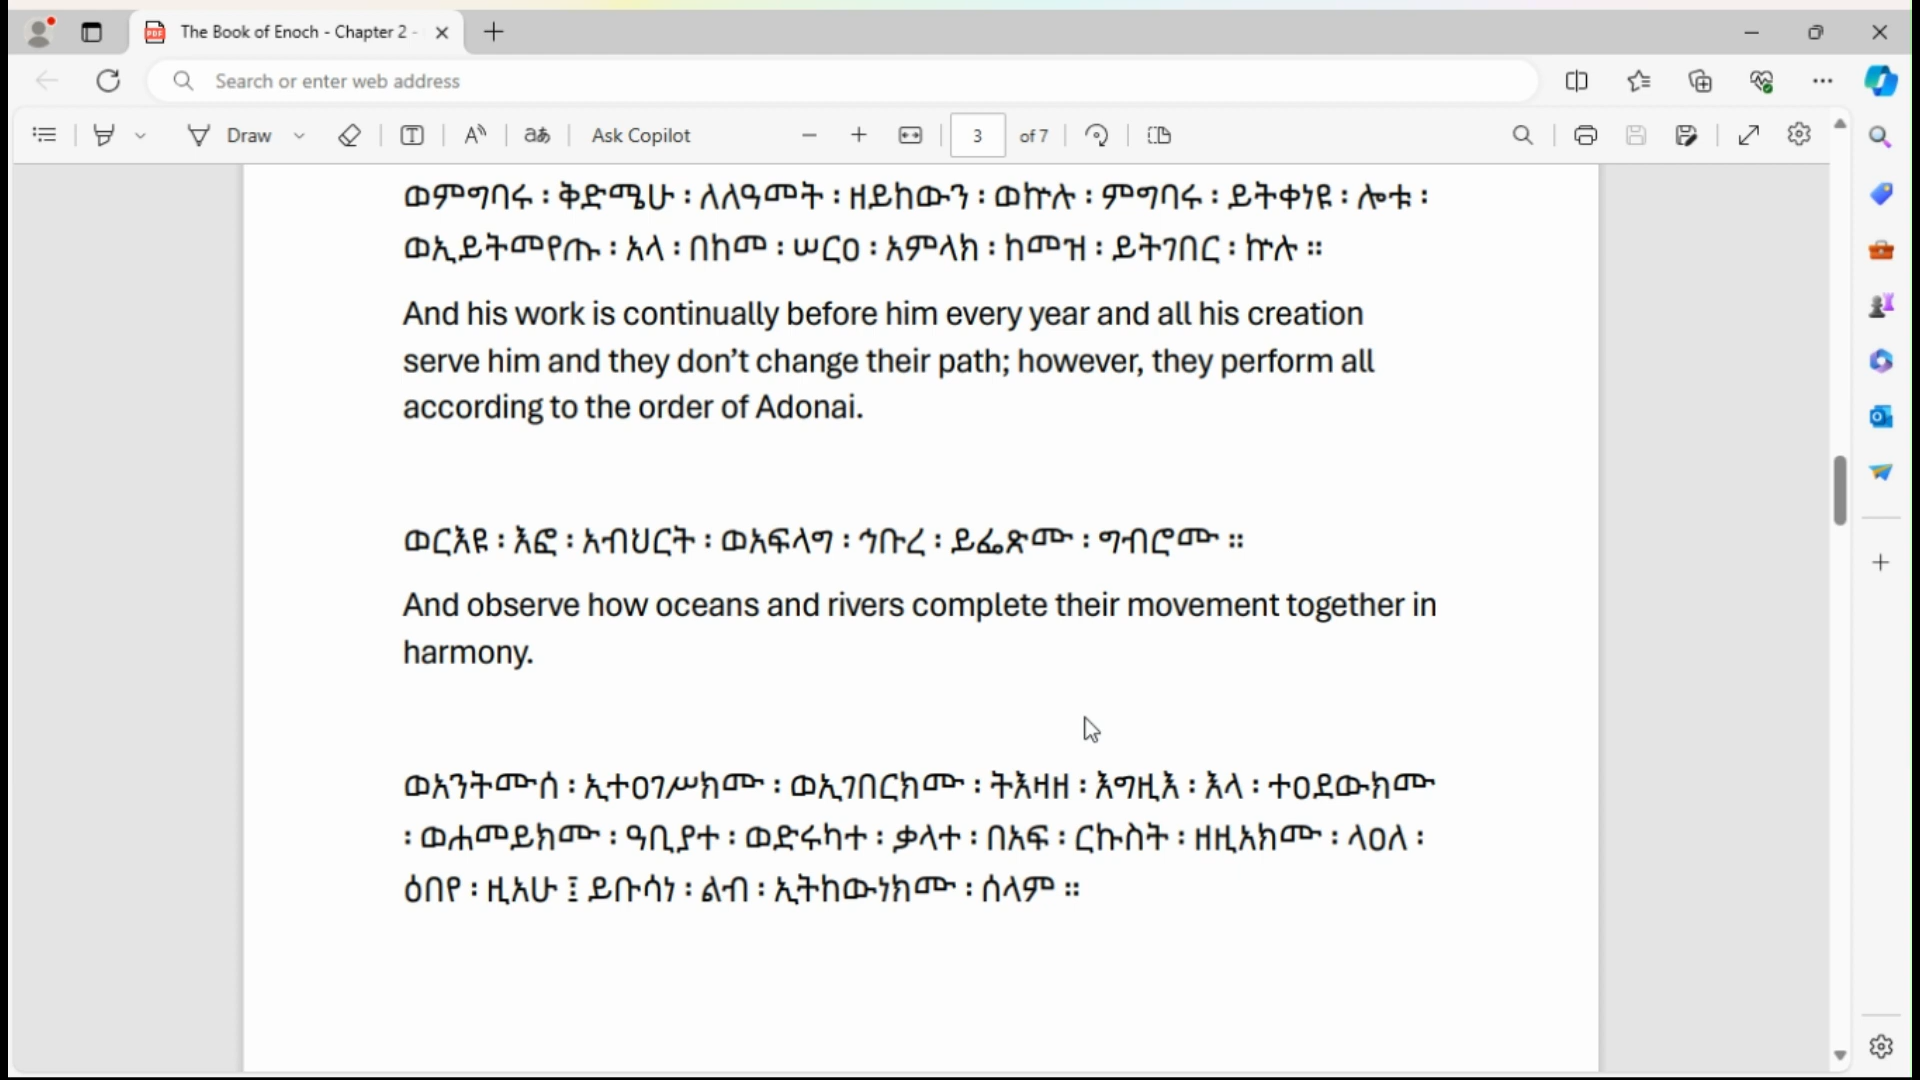 The Book of Enoch - Chapter 2 -
Search or enter web address
Draw
aあ
Ask Copilot
3 of 7
ወምግባሩ ፡ ቅድሜሁ ፡ ለለዓመት ፡ ዘይከውን ፡ ወኵሉ ፡ ምግባሩ ፡ ይትቀነዩ ፡ ሎቱ ፡
ወኢይትመየጡ ፡ አላ ፡ በከመ ፡ ሠርዐ ፡ አምላክ ፡ ከመዝ ፡ ይትገበር ፡ ኵሉ ።
And his work is continually before him every year and all his creation
serve him and they don’t change their path; however, they perform all
according to the order of Adonai.
ወርእዩ ፡ እፎ ፡ አብህርት ፡ ወአፍላግ ፡ ኅቡረ ፡ ይፌጽሙ ፡ ግብሮሙ ።
And observe how oceans and rivers complete their movement together in
harmony.
ወአንትሙሰ ፡ ኢተዐገሥክሙ ፡ ወኢገበርክሙ ፡ ትእዛዘ ፡ እግዚእ ፡ እላ ፡ ተዐደውክሙ
፡ ወሐመይክሙ ፡ ዓቢያተ ፡ ወድሩካተ ፡ ቃላተ ፡ በአፍ ፡ ርኩስት ፡ ዘዚአክሙ ፡ ላዐለ ፡
ዕበየ ፡ ዚአሁ ፤ ይቡሳነ ፡ ልብ ፡ ኢትከውነክሙ ፡ ሰላም ።